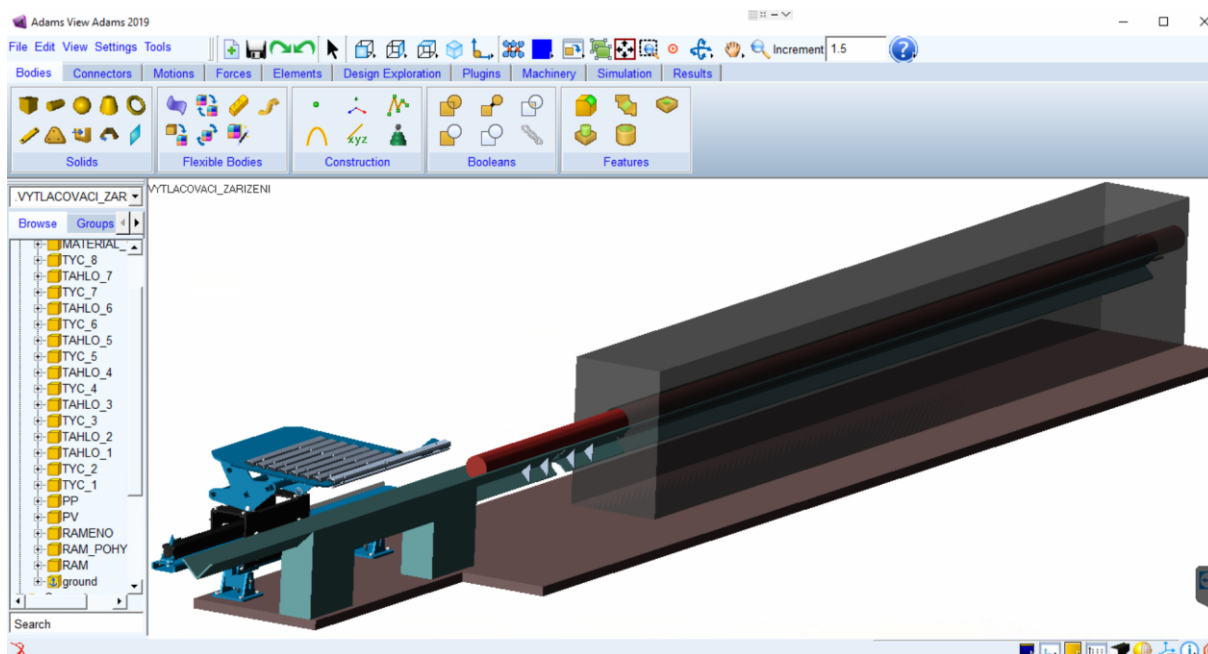 Adams View Adams 2019
File Edit View Settings Tools
Increment 1.5
Bodies Connectors Motions Forces Elements Design Exploration Plugins Machinery Simulation Results
xyz
Solids Flexible Bodies Construction Booleans Features
.VYTLACOVACI_ZAR
VYTLACOVACI_ZARIZENI
Browse Groups
MATERIAL_
TYC_8
TAHLO_7
TYC_7
TAHLO_6
TYC_6
TAHLO_5
TYC_5
TAHLO_4
TYC_4
TAHLO_3
TYC_3
TAHLO_2
TAHLO_1
TYC_2
TYC_1
PP
PV
RAMENO
RAM_POHY
RAM
ground
Search